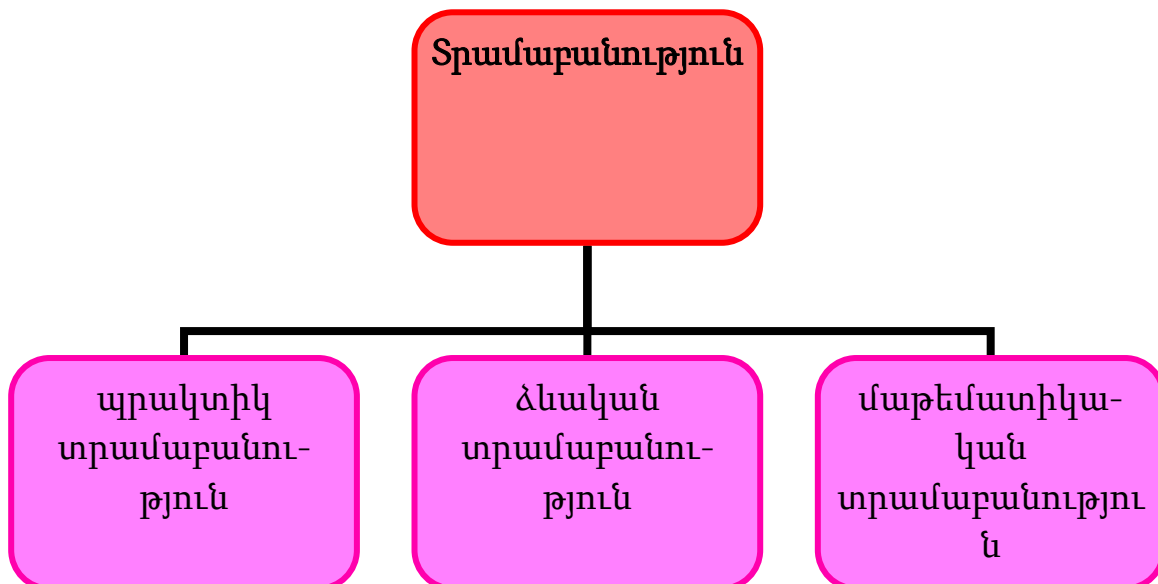 Տրամաբանություն
պրակտիկ
տրամաբանու-
թյուն
ձևական
տրամաբանու-
թյուն
մաթեմատիկա-
կան
տրամաբանությու
ն